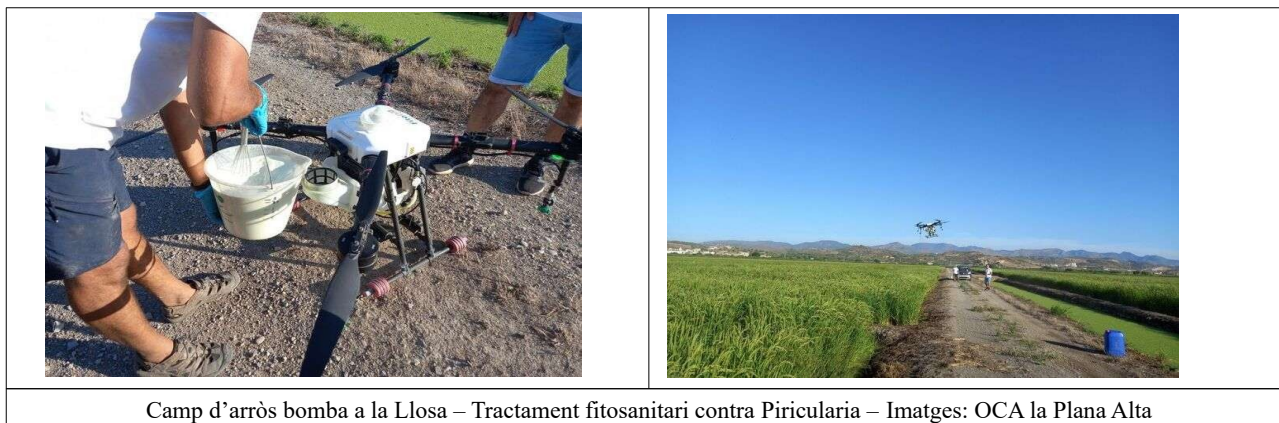 Camp d’arròs bomba a la Llosa – Tractament fitosanitari contra Piricularia – Imatges: OCA la Plana Alta